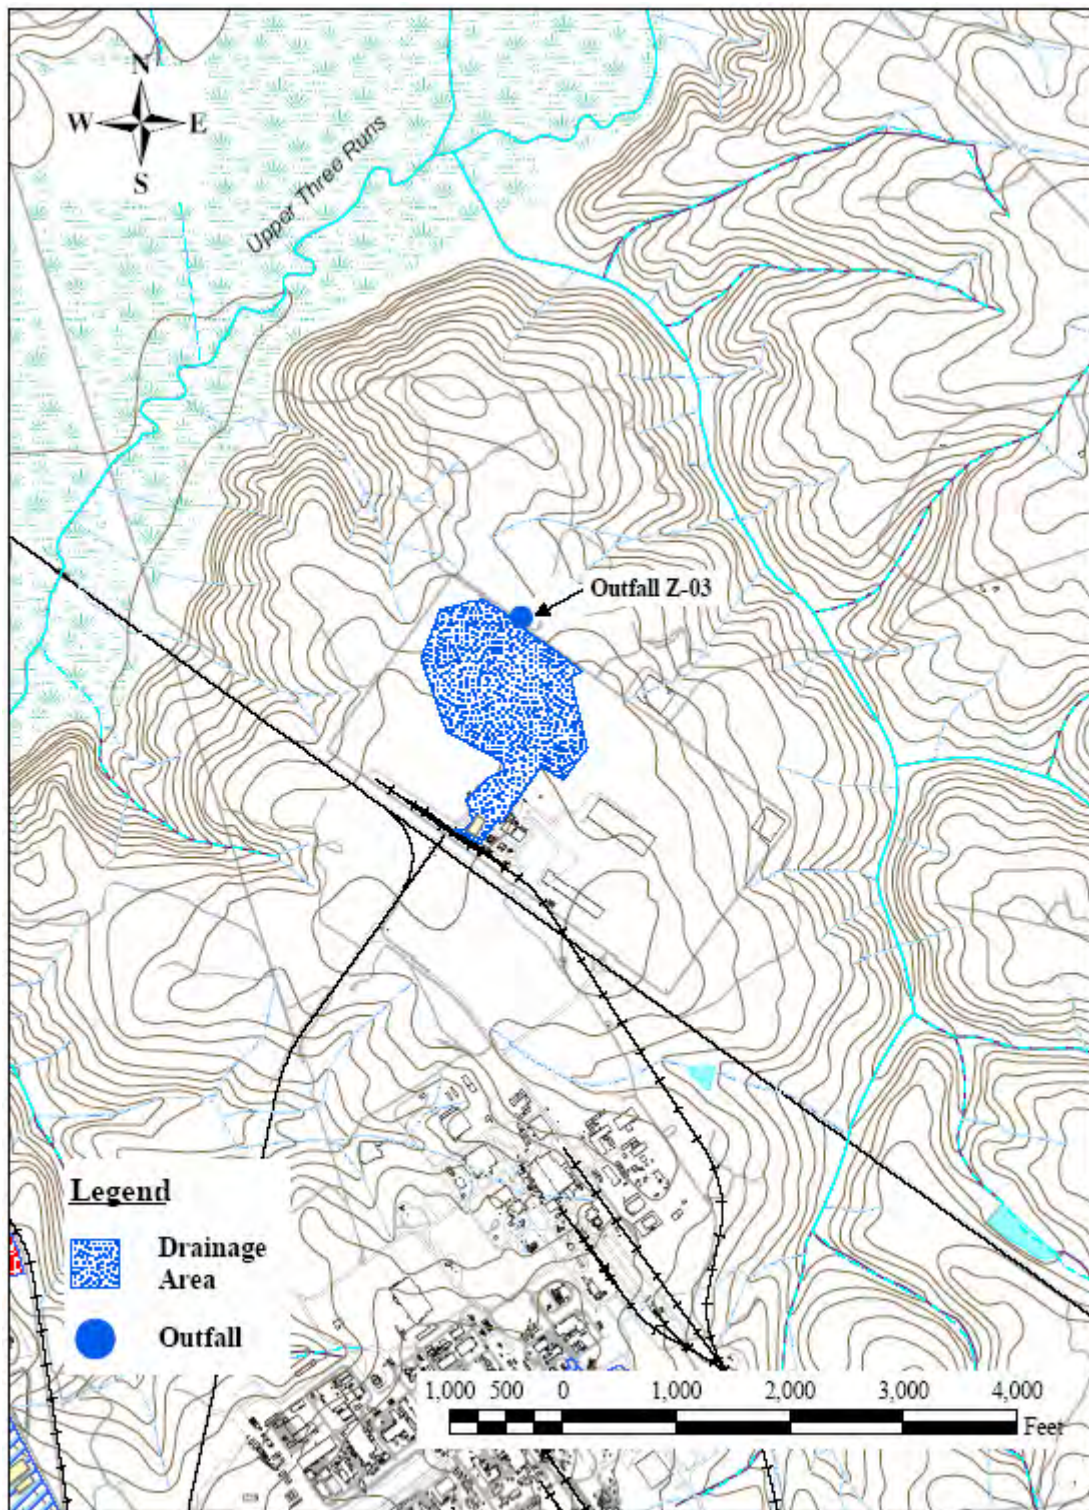 N
W E
S
Upper Three Runs
Outfall Z-03
Legend
Drainage
Area
Outfall
1,000 500 0 1,000 2,000 3,000 4,000
Feet